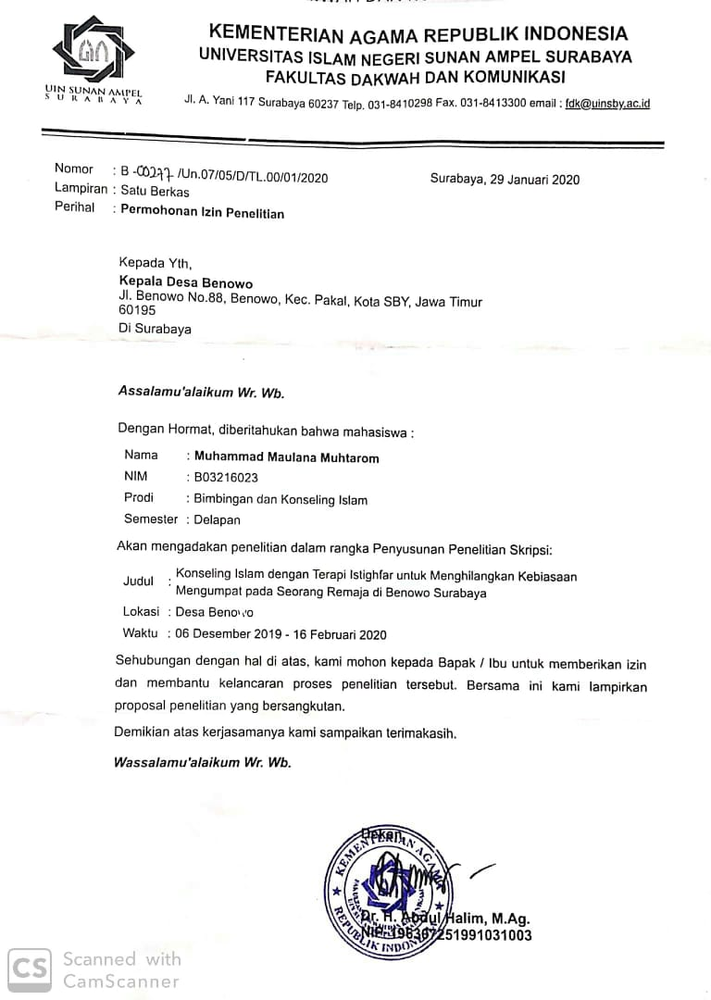 UIN SUNAN AMPEL
S U R A B A Y A
KEMENTERIAN AGAMA REPUBLIK INDONESIA
UNIVERSITAS ISLAM NEGERI SUNAN AMPEL SURABAYA
FAKULTAS DAKWAH DAN KOMUNIKASI
Jl. A. Yani 117 Surabaya 60237 Telp. 031-8410298 Fax. 031-8413300 email : fdk@uinsby.ac.id
Nomor : B -00277 /Un.07/05/D/TL.00/01/2020
Surabaya, 29 Januari 2020
Lampiran : Satu Berkas
Perihal : Permohonan Izin Penelitian
Kepada Yth,
Kepala Desa Benowo
Jl. Benowo No.88, Benowo, Kec. Pakal, Kota SBY, Jawa Timur
60195
Di Surabaya
Assalamu'alaikum Wr. Wb.
Dengan Hormat, diberitahukan bahwa mahasiswa :
Nama : Muhammad Maulana Muhtarom
NIM : B03216023
Prodi : Bimbingan dan Konseling Islam
Semester : Delapan
Akan mengadakan penelitian dalam rangka Penyusunan Penelitian Skripsi:
Judul : Konseling Islam dengan Terapi Istighfar untuk Menghilangkan Kebiasaan
Mengumpat pada Seorang Remaja di Benowo Surabaya
Lokasi : Desa Benowo
Waktu : 06 Desember 2019 - 16 Februari 2020
Sehubungan dengan hal di atas, kami mohon kepada Bapak / Ibu untuk memberikan izin
dan membantu kelancaran proses penelitian tersebut. Bersama ini kami lampirkan
proposal penelitian yang bersangkutan.
Demikian atas kerjasamanya kami sampaikan terimakasih.
Wassalamu'alaikum Wr. Wb.
Dekan,
KEMENTERIAN AGAMA
REPUBLIK INDONESIA
Dr. H. Abdul Halim, M.Ag.
NIP. 196307251991031003
CS Scanned with
CamScanner